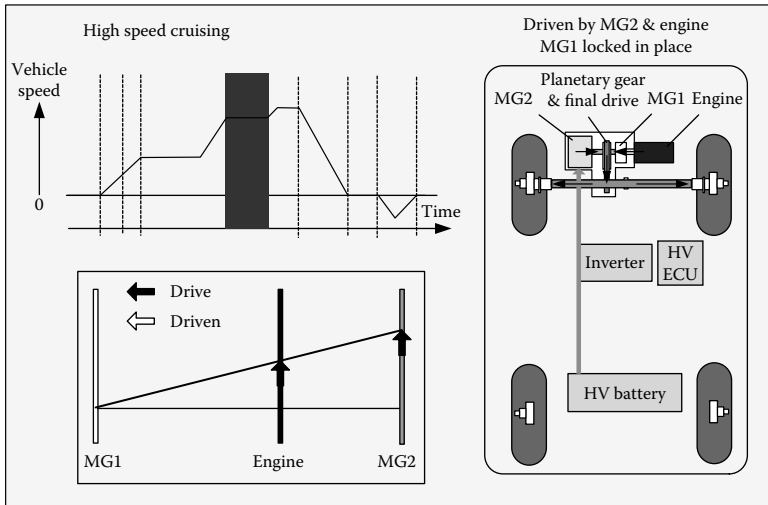 High speed cruising
Vehicle
speed
0
Time
Drive
Driven
MG1
Engine
MG2
Driven by MG2 & engine
MG1 locked in place
Planetary gear
MG2
& final drive
MG1
Engine
Inverter
HV
ECU
HV battery